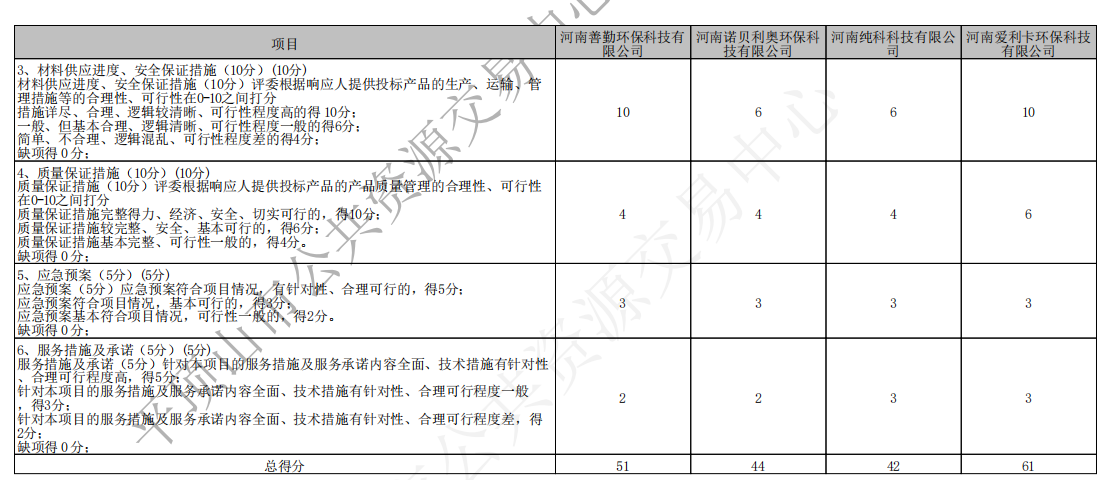 项目
河南善勤环保科技有
限公司
河南诺贝利奥环保科
技有限公司
河南纯科科技有限公
司
河南爱利卡环保科技
有限公司
3、材料供应进度、安全保证措施（10分）(10分)
材料供应进度、安全保证措施（10分）评委根据响应人提供投标产品的生产、运输、管
理措施等的合理性、可行性在0-10之间打分
措施详尽、合理、逻辑较清晰、可行性程度高的得 10分；
一般、但基本合理、逻辑清晰、可行性程度一般的得6分；
简单、不合理、逻辑混乱、可行性程度差的得4分；
缺项得 0 分；
10
6
6
10
4、质量保证措施（10分）(10分)
质量保证措施（10分）评委根据响应人提供投标产品的产品质量管理的合理性、可行性
在0-10之间打分
质量保证措施完整得力、经济、安全、切实可行的，得10分；
质量保证措施较完整、安全、基本可行的，得6分；
质量保证措施基本完整、可行性一般的，得4分。
缺项得 0 分；
4
4
4
6
5、应急预案（5分）(5分)
应急预案（5分）应急预案符合项目情况，有针对性、合理可行的，得5分；
应急预案符合项目情况，基本可行的，得3分；
应急预案基本符合项目情况，可行性一般的，得2分。
缺项得 0 分；
3
3
3
3
6、服务措施及承诺（5分）(5分)
服务措施及承诺（5分）针对本项目的服务措施及服务承诺内容全面、技术措施有针对性
、合理可行程度高，得5分；
针对本项目的服务措施及服务承诺内容全面、技术措施有针对性、合理可行程度一般
，得3分；
针对本项目的服务措施及服务承诺内容全面、技术措施有针对性、合理可行程度差，得
2分；
缺项得 0 分；
2
2
3
3
总得分
51
44
42
61
平顶山市公共资源交易中心
公共资源交易中心